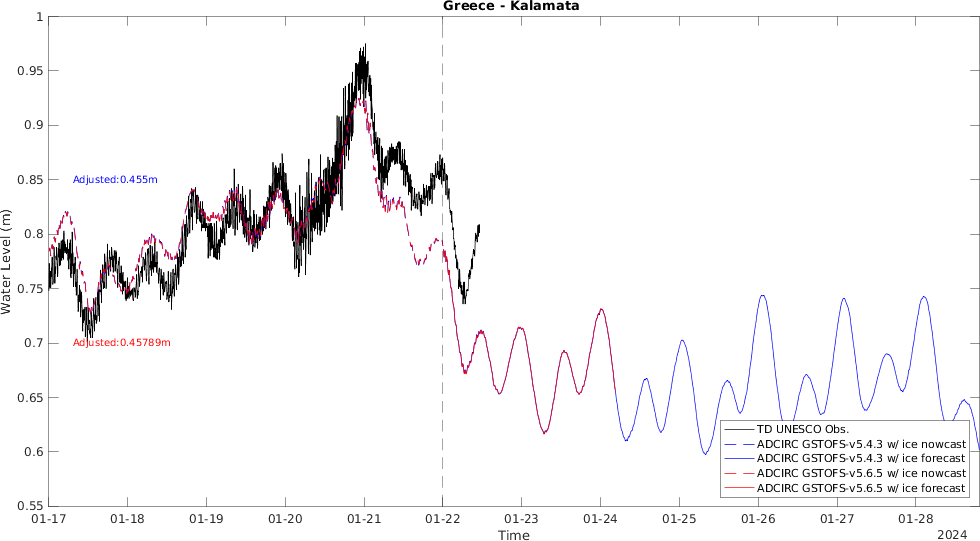 Greece - Kalamata
Water Level (m)
1
0.95
0.9
0.85
0.8
0.75
0.7
0.65
0.6
0.55
Adjusted:0.455m
Adjusted:0.45789m
TD UNESCO Obs.
ADCIRC GSTOFS-v5.4.3 w/ ice nowcast
ADCIRC GSTOFS-v5.4.3 w/ ice forecast
ADCIRC GSTOFS-v5.6.5 w/ ice nowcast
ADCIRC GSTOFS-v5.6.5 w/ ice forecast
01-17 01-18 01-19 01-20 01-21 01-22 01-23 01-24 01-25 01-26 01-27 01-28
Time
2024